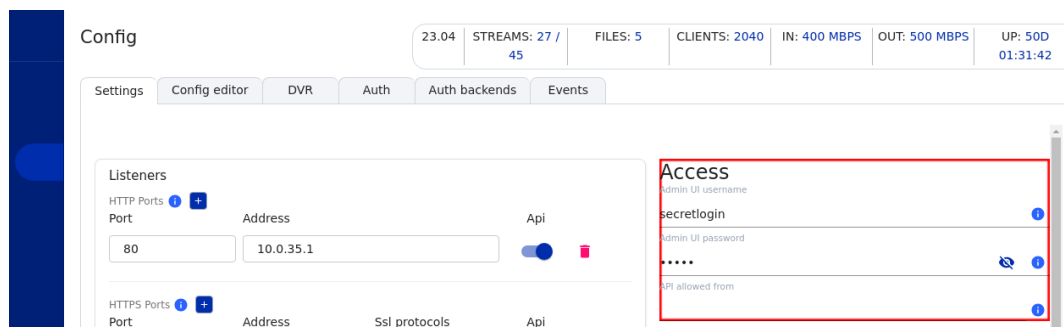 Config
23.04
STREAMS: 27 /
45
FILES: 5
CLIENTS: 2040
IN: 400 MBPS
OUT: 500 MBPS
UP: 50D
01:31:42
Settings
Config editor
DVR
Auth
Auth backends
Events
Listeners
HTTP Ports
Port
Address
Api
80
10.0.35.1
HTTPS Ports
Port
Address
Ssl protocols
Api
Access
Admin UI username
secretlogin
Admin UI password
•••••
API allowed from